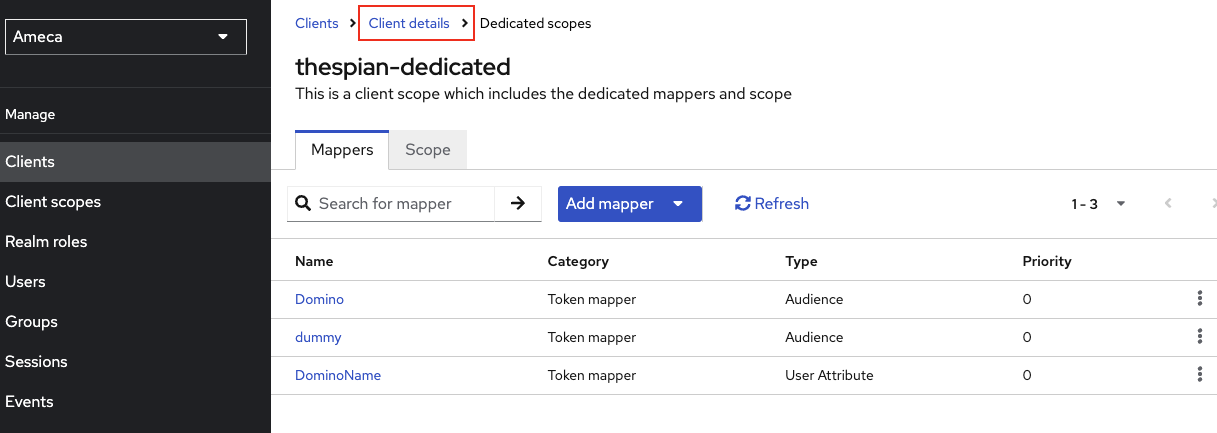 Ameca
Manage
Clients
Client scopes
Realm roles
Users
Groups
Sessions
Events
Clients > Client details > Dedicated scopes
thespian-dedicated
This is a client scope which includes the dedicated mappers and scope
Mappers Scope
Search for mapper Add mapper Refresh 1 - 3
Name Category Type Priority
Domino Token mapper Audience 0
dummy Token mapper Audience 0
DominoName Token mapper User Attribute 0